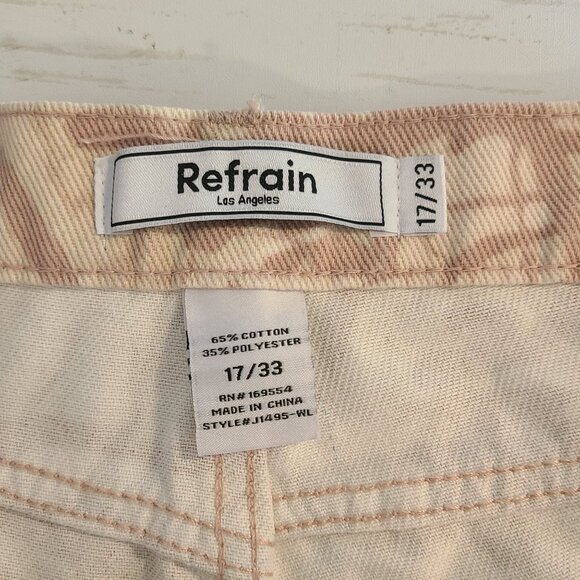 Refrain
Los Angeles
17/33
65% COTTON
35% POLYESTER
17/33
RN# 169554
MADE IN CHINA
STYLE#J1495-WL